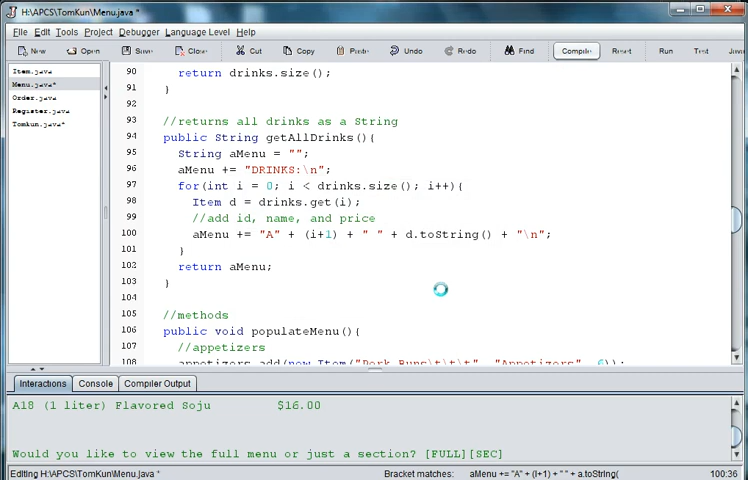 H:\APCS\TomKun\Menu.java *
File Edit Tools Project Debugger Language Level Help
New Open Save Close Cut Copy Paste Undo Redo Find Compile Reset Run Test
Item.java
Menu.java*
Order.java
Register.java
Tomkun.java*
90 return drinks.size();
91 }
92
93 //returns all drinks as a String
94 public String getAllDrinks(){
95 String aMenu = "";
96 aMenu += "DRINKS:\n";
97 for(int i = 0; i < drinks.size(); i++){
98 Item d = drinks.get(i);
99 //add id, name, and price
100 aMenu += "A" + (i+1) + " " + d.toString() + "\n";
101 }
102 return aMenu;
103 }
104
105 //methods
106 public void populateMenu(){
107 //appetizers
108 appetizers.add(new Item("Pork Buns\t\t\t", "Appetizers", 6));
Interactions Console Compiler Output
A18 (1 liter) Flavored Soju $16.00
Would you like to view the full menu or just a section? [FULL][SEC]
Editing H:\APCS\TomKun\Menu.java * Bracket matches: aMenu += "A" + (i+1) + " " + a.toString( 100:36